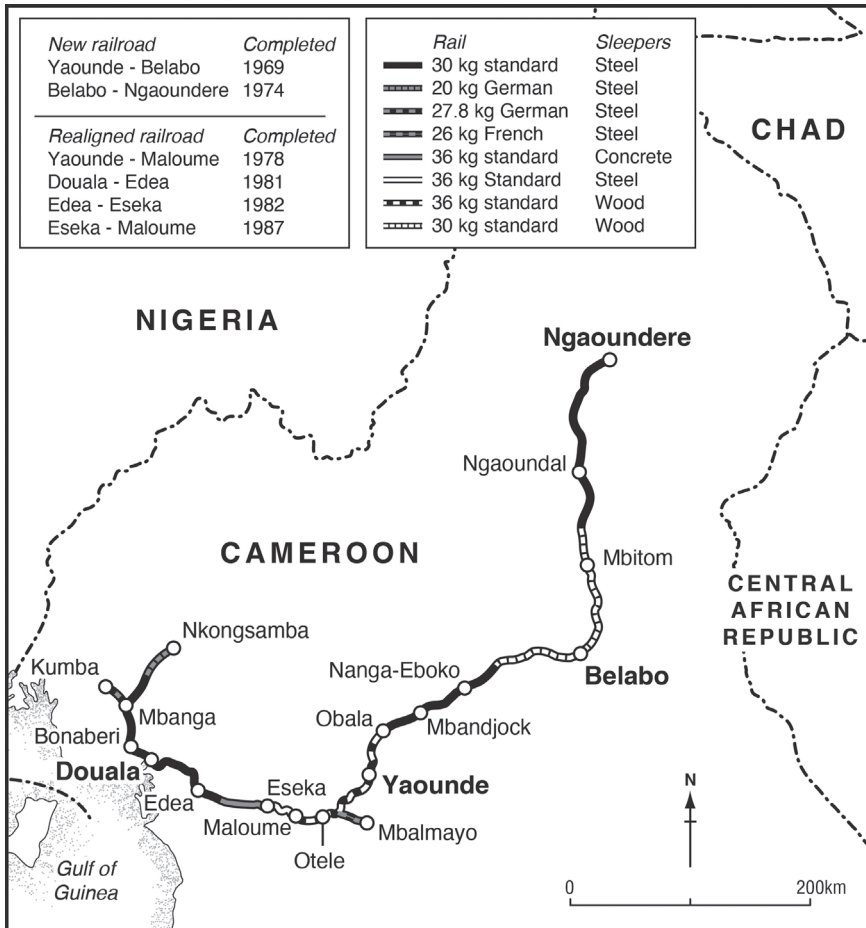 New railroad Completed
Yaounde - Belabo 1969
Belabo - Ngaoundere 1974
Realigned railroad Completed
Yaounde - Maloume 1978
Douala - Edea 1981
Edea - Eseka 1982
Eseka - Maloume 1987
Rail Sleepers
30 kg standard Steel
20 kg German Steel
27.8 kg German Steel
26 kg French Steel
36 kg standard Concrete
36 kg Standard Steel
36 kg standard Wood
30 kg standard Wood
CHAD
NIGERIA
Ngaoundere
Ngaoundal
CAMEROON
Mbitom
CENTRAL
AFRICAN
REPUBLIC
Nkongsamba
Kumba
Nanga-Eboko
Belabo
Mbanga
Obala
Mbandjock
Bonaberi
Douala
Eseka
Yaounde
Edea
Maloume
Mbalmayo
Otele
N
Gulf of
Guinea
0 200km